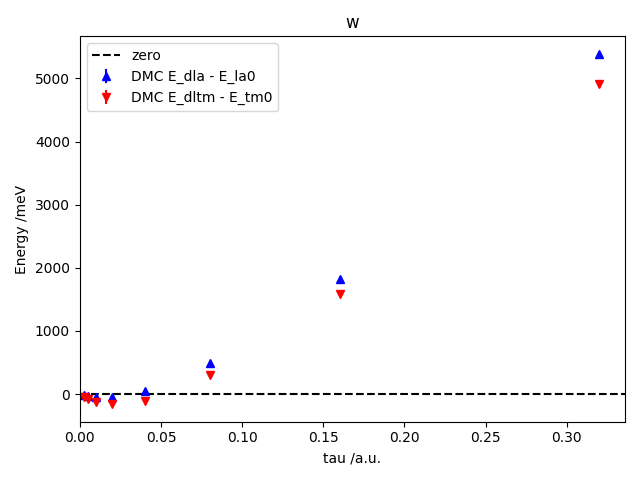 w
zero
DMC E_dla - E_la0
DMC E_dltm - E_tm0
Energy /meV
5000
4000
3000
2000
1000
0
0.00 0.05 0.10 0.15 0.20 0.25 0.30
tau /a.u.